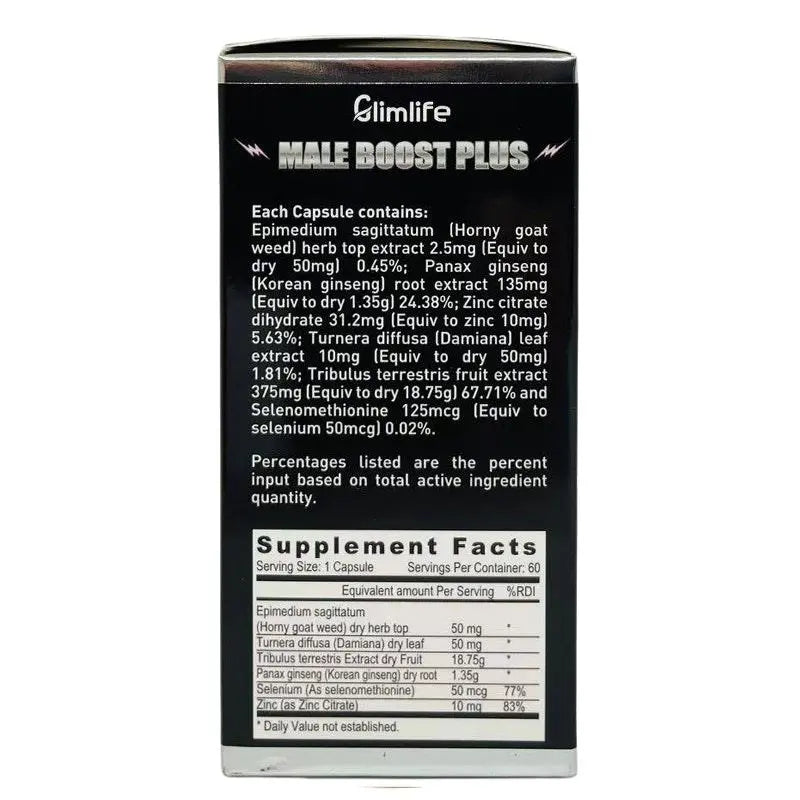 Glimlife
MALE BOOST PLUS
Each Capsule contains:
Epimedium sagittatum (Horny goat
weed) herb top extract 2.5mg (Equiv to
dry 50mg) 0.45%; Panax ginseng
(Korean ginseng) root extract 135mg
(Equiv to dry 1.35g) 24.38%; Zinc citrate
dihydrate 31.2mg (Equiv to zinc 10mg)
5.63%; Turnera diffusa (Damiana) leaf
extract 10mg (Equiv to dry 50mg)
1.81%; Tribulus terrestris fruit extract
375mg (Equiv to dry 18.75g) 67.71% and
Selenomethionine 125mcg (Equiv to
selenium 50mcg) 0.02%.
Percentages listed are the percent
input based on total active ingredient
quantity.
Supplement Facts
Serving Size: 1 Capsule Servings Per Container: 60
Equivalent amount Per Serving %RDI
Epimedium sagittatum
(Horny goat weed) dry herb top 50 mg *
Turnera diffusa (Damiana) dry leaf 50 mg *
Tribulus terrestris Extract dry Fruit 18.75g *
Panax ginseng (Korean ginseng) dry root 1.35g *
Selenium (As selenomethionine) 50 mcg 77%
Zinc (as Zinc Citrate) 10 mg 83%
* Daily Value not established.